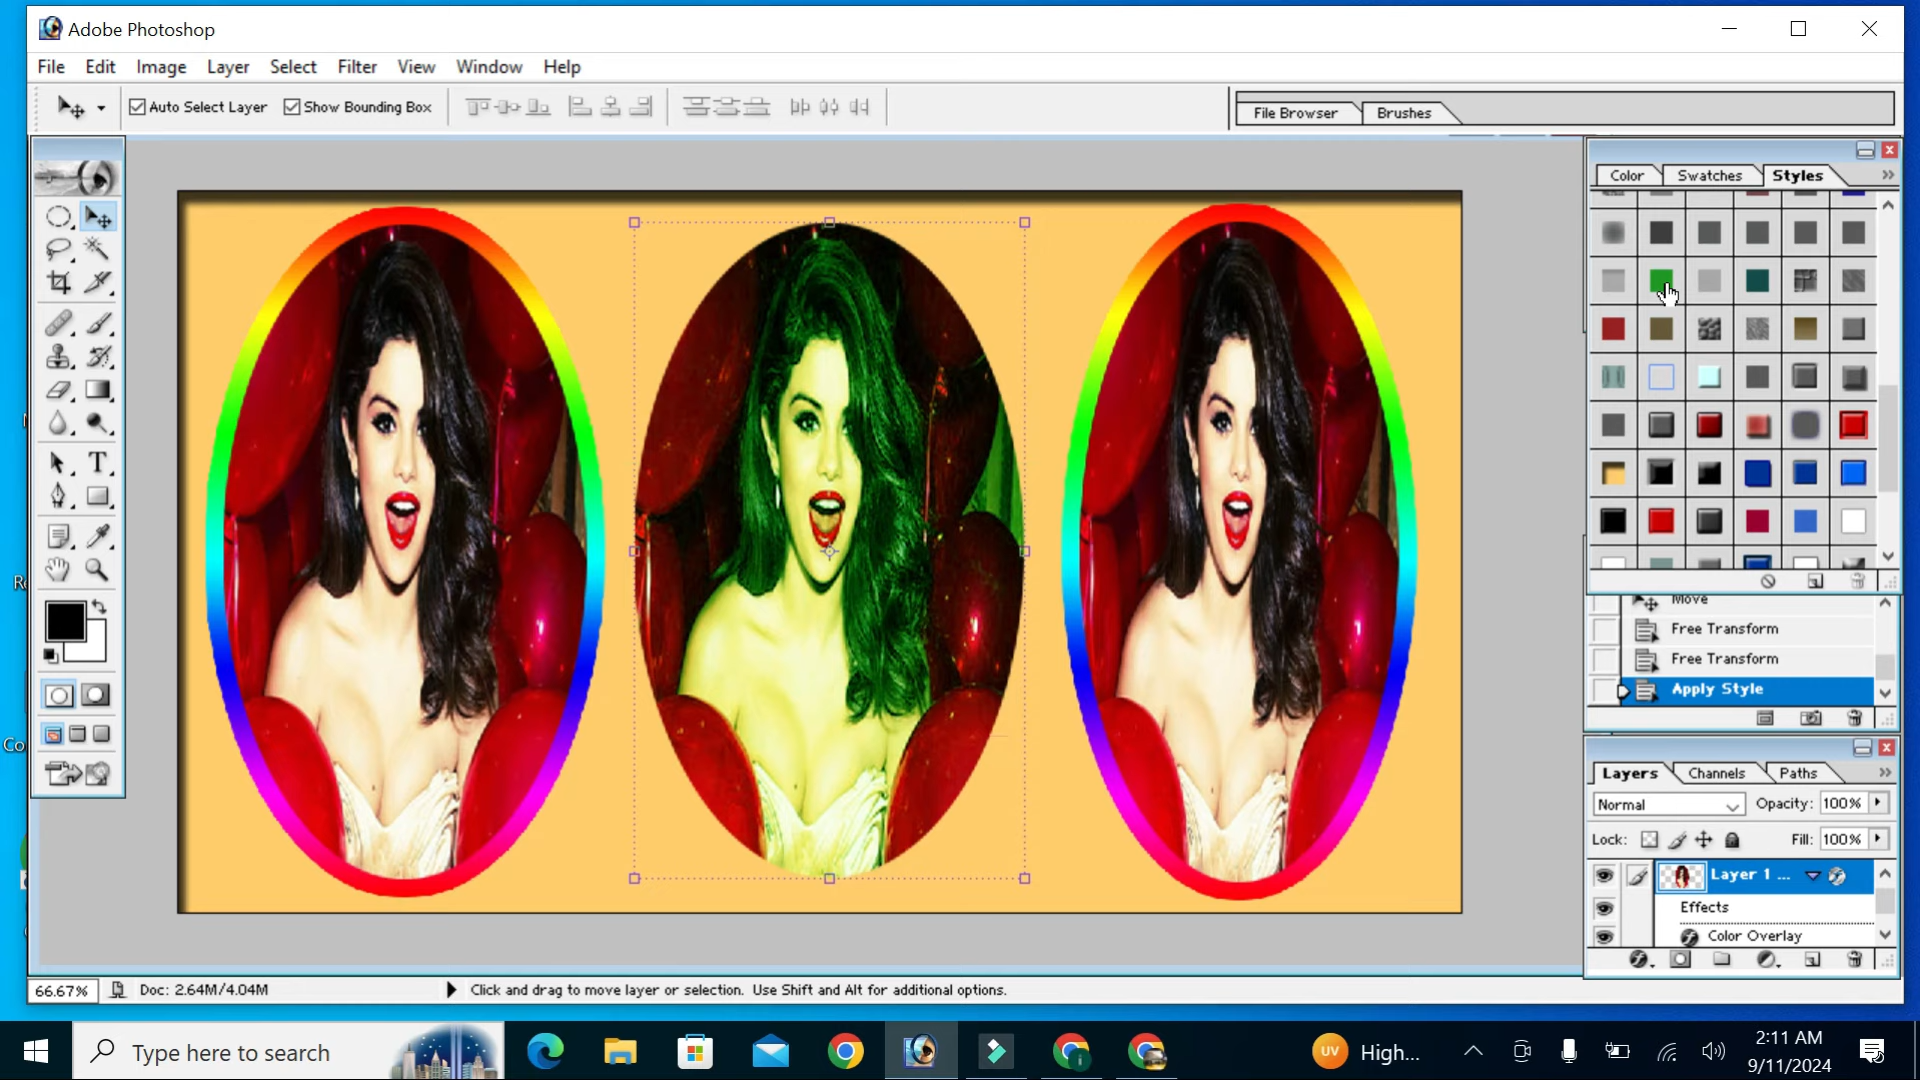 Adobe Photoshop
File Edit Image Layer Select Filter View Window Help
Auto Select Layer Show Bounding Box
File Browser Brushes
Color Swatches Styles
Move
Free Transform
Free Transform
Apply Style
Layers Channels Paths
Normal Opacity: 100%
Lock: Fill: 100%
Layer 1 ...
Effects
Color Overlay
66.67% Doc: 2.64M/4.04M Click and drag to move layer or selection. Use Shift and Alt for additional options.
Type here to search
UV High...
2:11 AM
9/11/2024